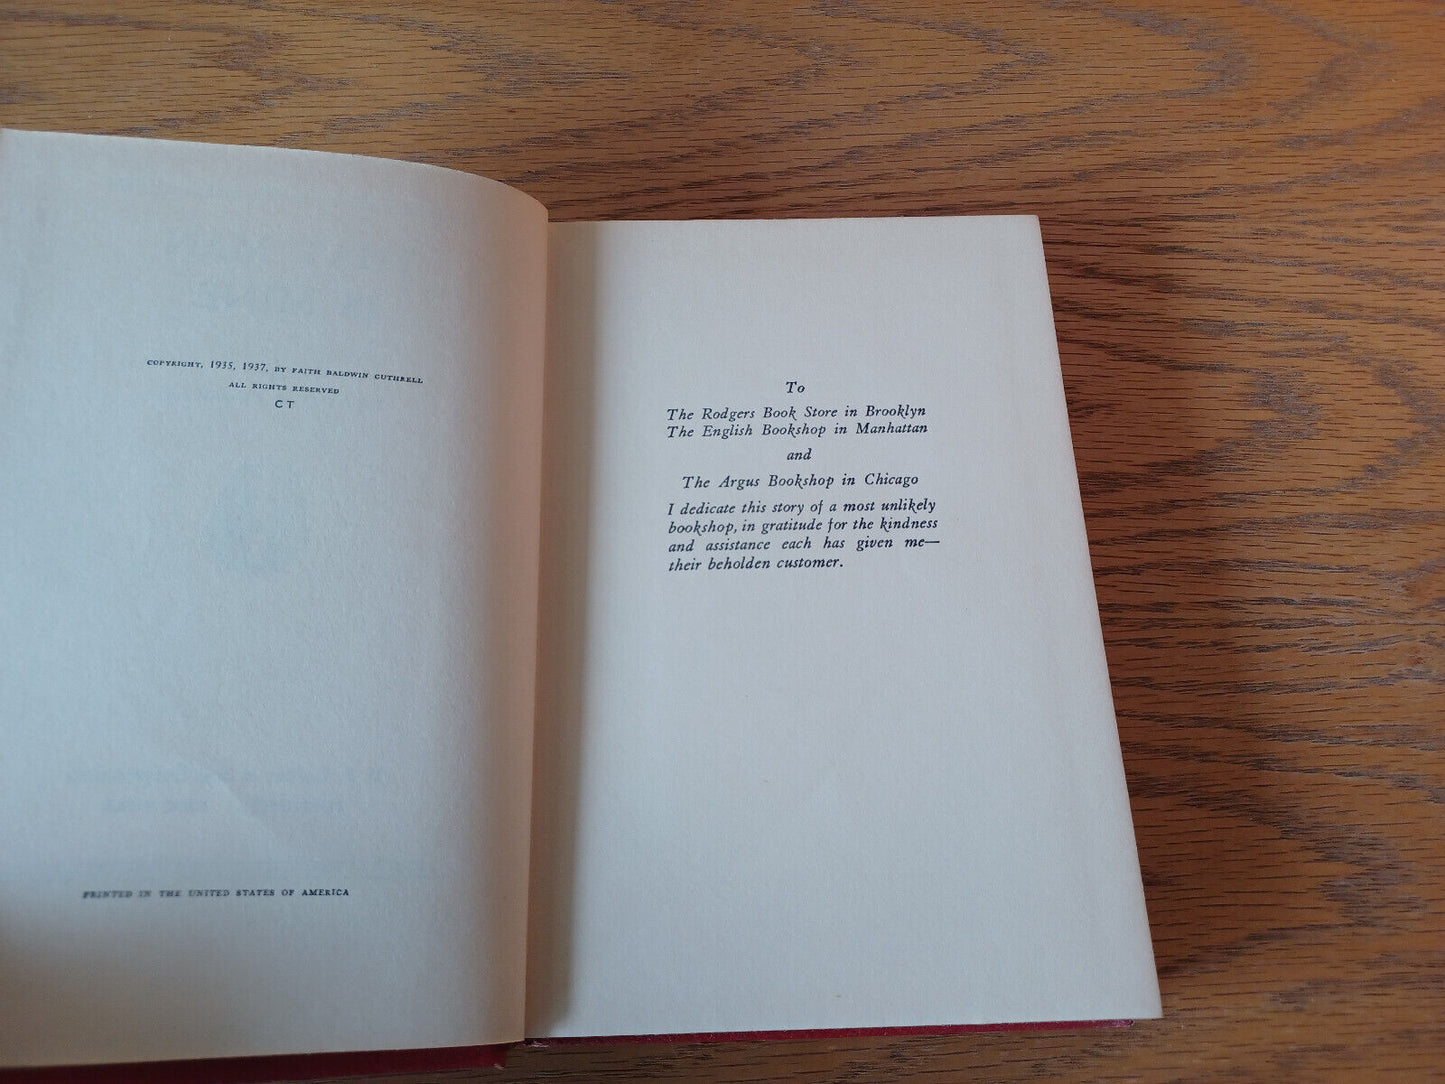 COPYRIGHT, 1935, 1937, BY FAITH BALDWIN CUTHRELL
ALL RIGHTS RESERVED
CT
PRINTED IN THE UNITED STATES OF AMERICA
To
The Rodgers Book Store in Brooklyn
The English Bookshop in Manhattan
and
The Argus Bookshop in Chicago
I dedicate this story of a most unlikely
bookshop, in gratitude for the kindness
and assistance each has given me—
their beholden customer.